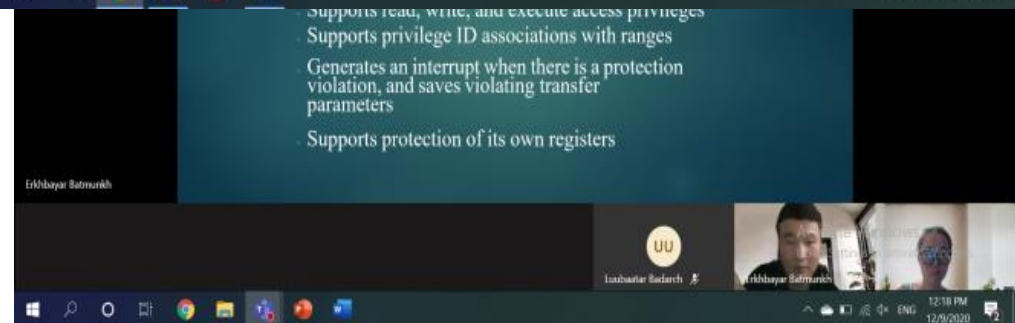 Supports read, write, and execute access privileges
Supports privilege ID associations with ranges
Generates an interrupt when there is a protection
violation, and saves violating transfer
parameters
Supports protection of its own registers
Erkhbayar Batmunkh
UU
Luubaatar Badarch
Erkhbayar Batmunkh
ENG
12:18 PM
12/9/2020
2